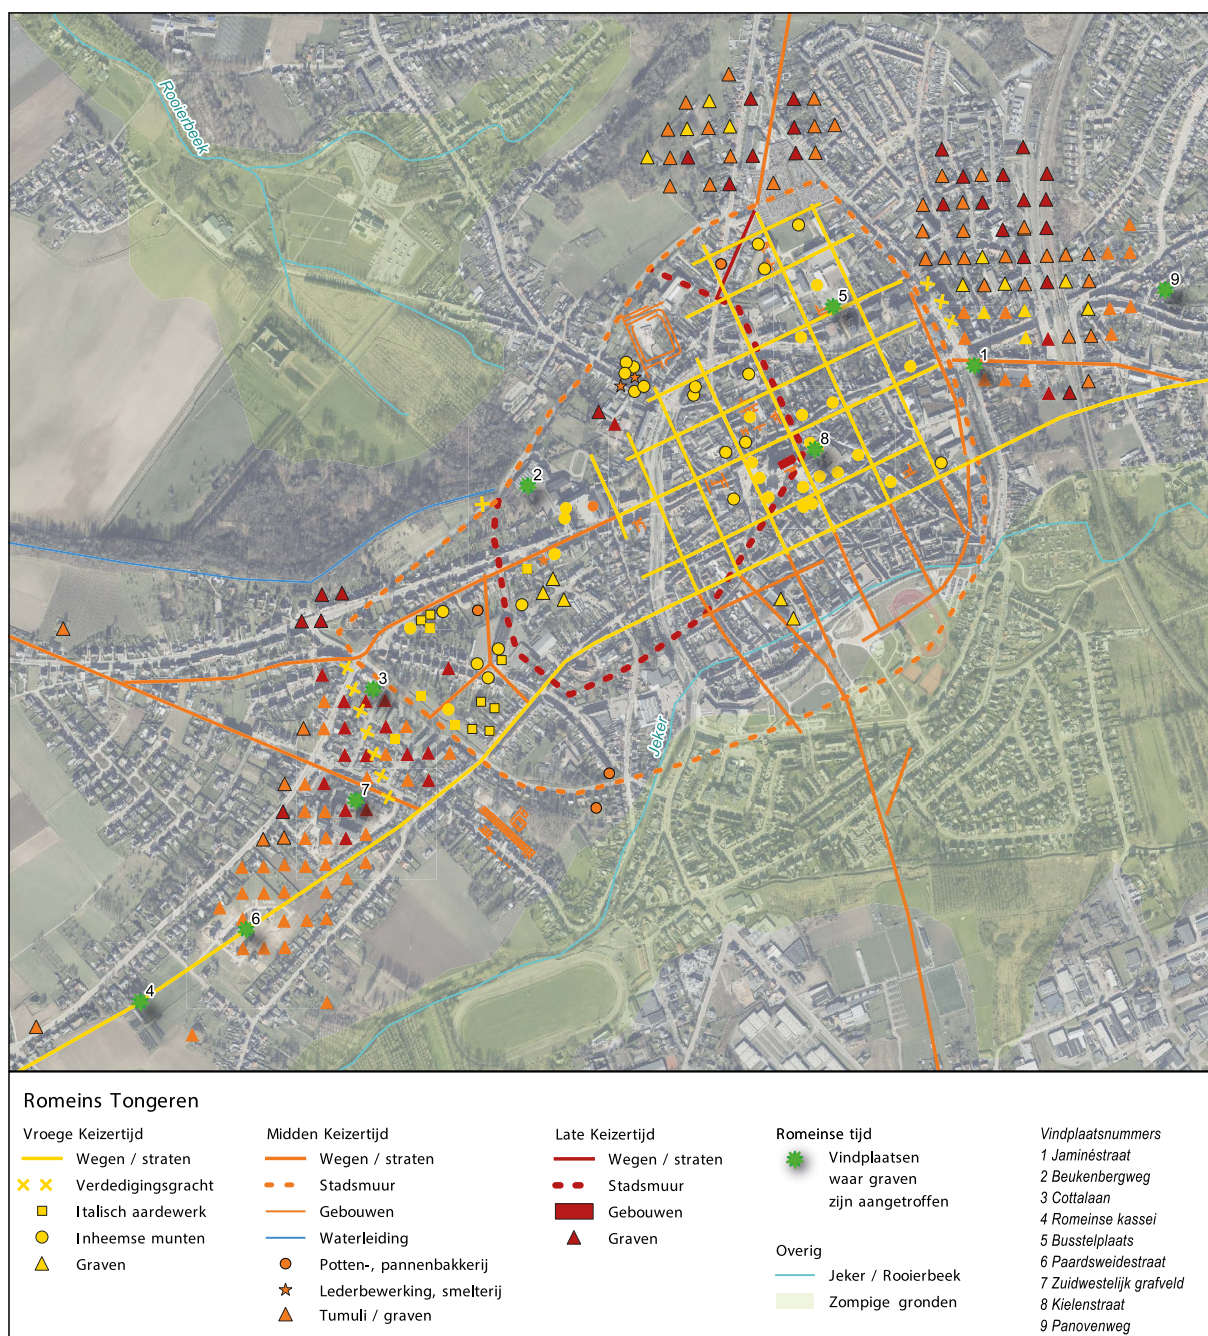 Rooierbeek
9
5
1
8
2
Jeker
3
7
6
4
Romeins Tongeren
Vroege Keizertijd
Wegen / straten
Verdedigingsgracht
Italisch aardewerk
Inheemse munten
Graven
Midden Keizertijd
Wegen / straten
Stadsmuur
Gebouwen
Waterleiding
Potten-, pannenbakkerij
Lederbewerking, smelterij
Tumuli / graven
Late Keizertijd
Wegen / straten
Stadsmuur
Gebouwen
Graven
Romeinse tijd
Vindplaatsen
waar graven
zijn aangetroffen
Overig
Jeker / Rooierbeek
Zompige gronden
Vindplaatsnummers
1 Jaminéstraat
2 Beukenbergweg
3 Cottalaan
4 Romeinse kassei
5 Busstelplaats
6 Paardsweidestraat
7 Zuidwestelijk grafveld
8 Kielenstraat
9 Panovenweg